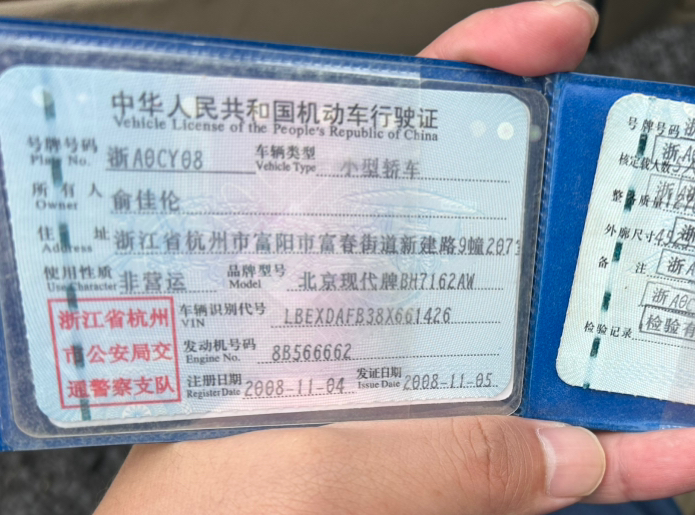 中华人民共和国机动车行驶证
Vehicle License of the People's Republic of China
号牌号码 浙A0CY08 车辆类型 小型轿车
Plate No. Vehicle Type
所有人 俞佳伦
Owner
住址 浙江省杭州市富阳市富春街道新建路9幢207
Address
使用性质 非营运 品牌型号 北京现代牌BH7162AW
Use Character Model
浙江省杭州
市公安局交
通警察支队
车辆识别代号 LBEXDAFB38X661426
VIN
发动机号码 8B566662
Engine No.
注册日期 2008-11-04 发证日期 2008-11-05
Register Date Issue Date
号牌号码
浙A0
核定载人数
整备质量
外廓尺寸
备注
浙A0
检验记录 检验有